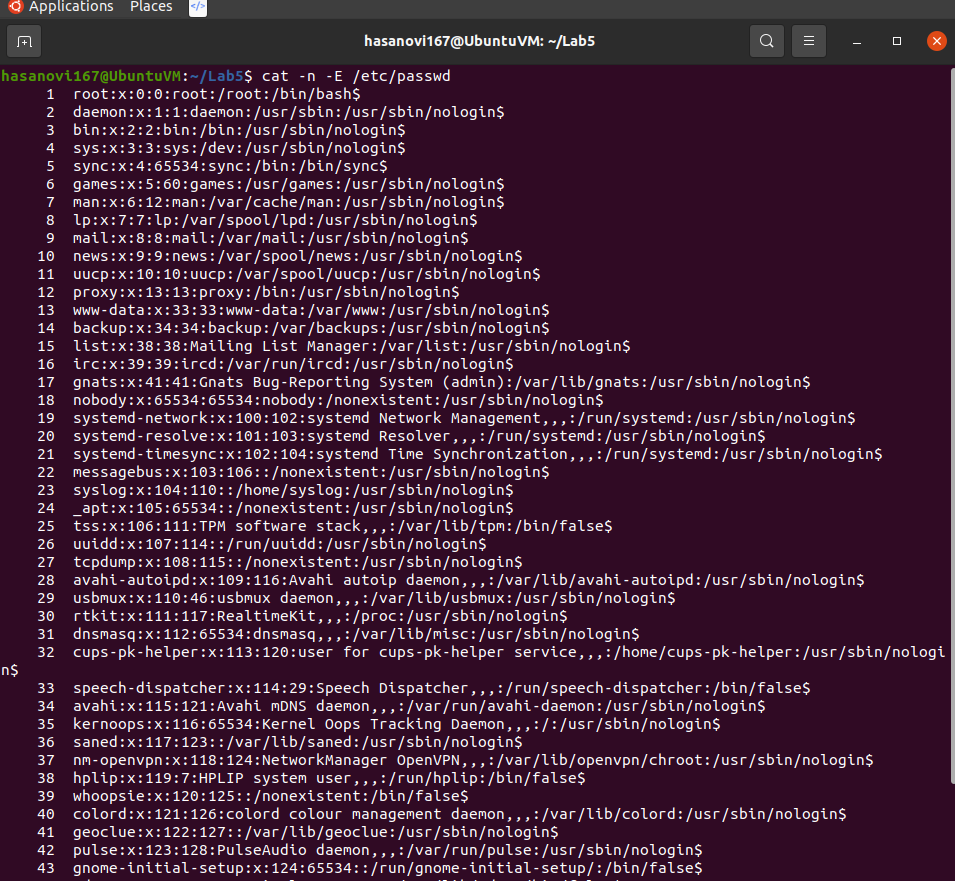 Applications Places </>
hasanovi167@UbuntuVM: ~/Lab5
hasanovi167@UbuntuVM:~/Lab5$ cat -n -E /etc/passwd
1 root:x:0:0:root:/root:/bin/bash$
2 daemon:x:1:1:daemon:/usr/sbin:/usr/sbin/nologin$
3 bin:x:2:2:bin:/bin:/usr/sbin/nologin$
4 sys:x:3:3:sys:/dev:/usr/sbin/nologin$
5 sync:x:4:65534:sync:/bin:/bin/sync$
6 games:x:5:60:games:/usr/games:/usr/sbin/nologin$
7 man:x:6:12:man:/var/cache/man:/usr/sbin/nologin$
8 lp:x:7:7:lp:/var/spool/lpd:/usr/sbin/nologin$
9 mail:x:8:8:mail:/var/mail:/usr/sbin/nologin$
10 news:x:9:9:news:/var/spool/news:/usr/sbin/nologin$
11 uucp:x:10:10:uucp:/var/spool/uucp:/usr/sbin/nologin$
12 proxy:x:13:13:proxy:/bin:/usr/sbin/nologin$
13 www-data:x:33:33:www-data:/var/www:/usr/sbin/nologin$
14 backup:x:34:34:backup:/var/backups:/usr/sbin/nologin$
15 list:x:38:38:Mailing List Manager:/var/list:/usr/sbin/nologin$
16 irc:x:39:39:ircd:/var/run/ircd:/usr/sbin/nologin$
17 gnats:x:41:41:Gnats Bug-Reporting System (admin):/var/lib/gnats:/usr/sbin/nologin$
18 nobody:x:65534:65534:nobody:/nonexistent:/usr/sbin/nologin$
19 systemd-network:x:100:102:systemd Network Management,,,:/run/systemd:/usr/sbin/nologin$
20 systemd-resolve:x:101:103:systemd Resolver,,,:/run/systemd:/usr/sbin/nologin$
21 systemd-timesync:x:102:104:systemd Time Synchronization,,,:/run/systemd:/usr/sbin/nologin$
22 messagebus:x:103:106::/nonexistent:/usr/sbin/nologin$
23 syslog:x:104:110::/home/syslog:/usr/sbin/nologin$
24 _apt:x:105:65534::/nonexistent:/usr/sbin/nologin$
25 tss:x:106:111:TPM software stack,,,:/var/lib/tpm:/bin/false$
26 uuidd:x:107:114::/run/uuidd:/usr/sbin/nologin$
27 tcpdump:x:108:115::/nonexistent:/usr/sbin/nologin$
28 avahi-autoipd:x:109:116:Avahi autoip daemon,,,:/var/lib/avahi-autoipd:/usr/sbin/nologin$
29 usbmux:x:110:46:usbmux daemon,,,:/var/lib/usbmux:/usr/sbin/nologin$
30 rtkit:x:111:117:RealtimeKit,,,:/proc:/usr/sbin/nologin$
31 dnsmasq:x:112:65534:dnsmasq,,,:/var/lib/misc:/usr/sbin/nologin$
32 cups-pk-helper:x:113:120:user for cups-pk-helper service,,,:/home/cups-pk-helper:/usr/sbin/nologi
n$
33 speech-dispatcher:x:114:29:Speech Dispatcher,,,:/run/speech-dispatcher:/bin/false$
34 avahi:x:115:121:Avahi mDNS daemon,,,:/var/run/avahi-daemon:/usr/sbin/nologin$
35 kernoops:x:116:65534:Kernel Oops Tracking Daemon,,,:/:/usr/sbin/nologin$
36 saned:x:117:123::/var/lib/saned:/usr/sbin/nologin$
37 nm-openvpn:x:118:124:NetworkManager OpenVPN,,,:/var/lib/openvpn/chroot:/usr/sbin/nologin$
38 hplip:x:119:7:HPLIP system user,,,:/run/hplip:/bin/false$
39 whoopsie:x:120:125::/nonexistent:/bin/false$
40 colord:x:121:126:colord colour management daemon,,,:/var/lib/colord:/usr/sbin/nologin$
41 geoclue:x:122:127::/var/lib/geoclue:/usr/sbin/nologin$
42 pulse:x:123:128:PulseAudio daemon,,,:/var/run/pulse:/usr/sbin/nologin$
43 gnome-initial-setup:x:124:65534::/run/gnome-initial-setup/:/bin/false$